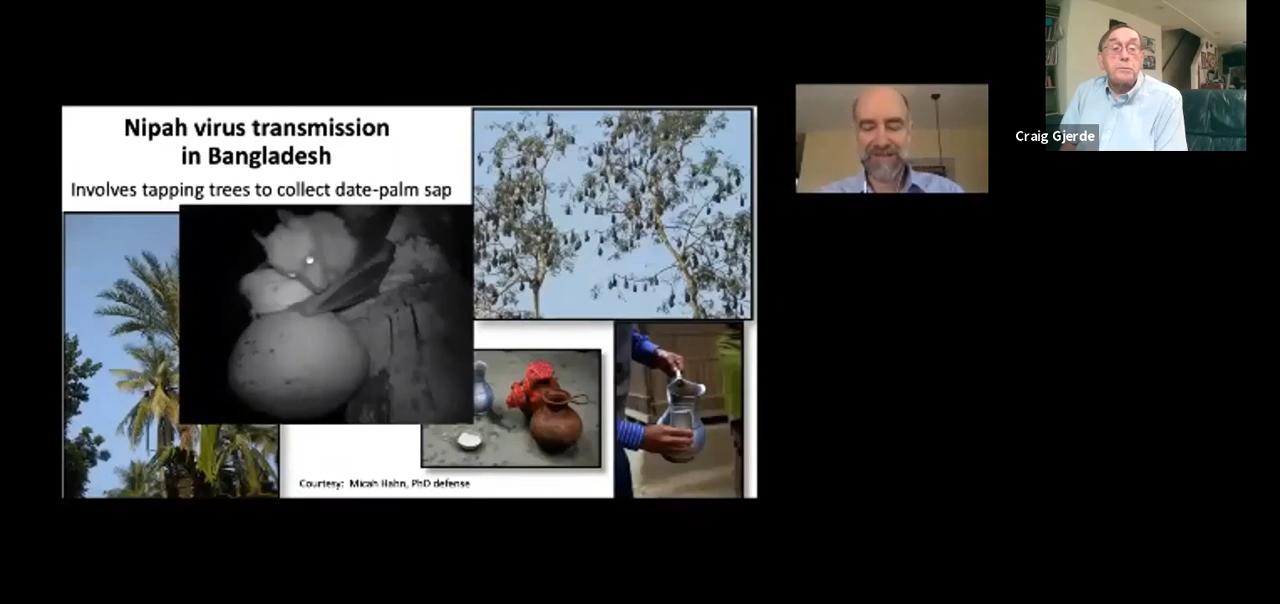 Nipah virus transmission
in Bangladesh
Involves tapping trees to collect date-palm sap
Courtesy: Micah Hahn, PhD defense
Craig Gjerde